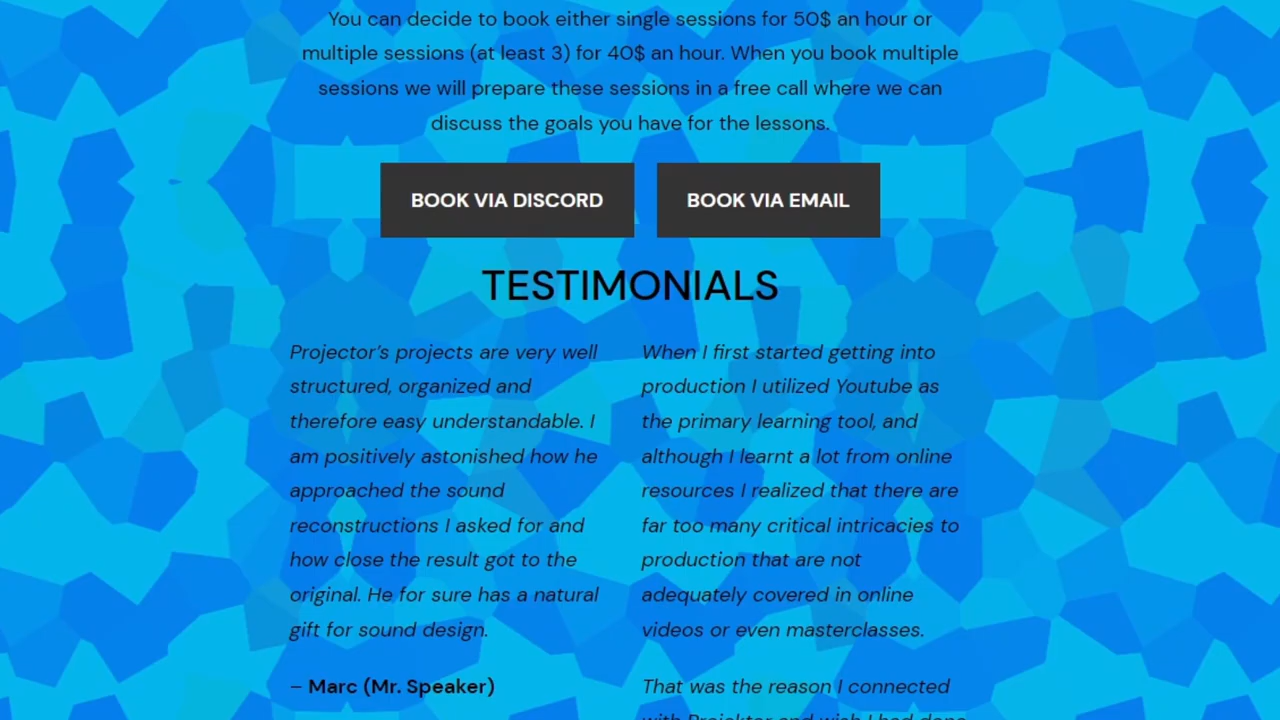 You can decide to book either single sessions for 50$ an hour or
multiple sessions (at least 3) for 40$ an hour. When you book multiple
sessions we will prepare these sessions in a free call where we can
discuss the goals you have for the lessons.
BOOK VIA DISCORD
BOOK VIA EMAIL
TESTIMONIALS
Projector’s projects are very well
structured, organized and
therefore easy understandable. I
am positively astonished how he
approached the sound
reconstructions I asked for and
how close the result got to the
original. He for sure has a natural
gift for sound design.
– Marc (Mr. Speaker)
When I first started getting into
production I utilized Youtube as
the primary learning tool, and
although I learnt a lot from online
resources I realized that there are
far too many critical intricacies to
production that are not
adequately covered in online
videos or even masterclasses.
That was the reason I connected
with Projektor and wish I had done